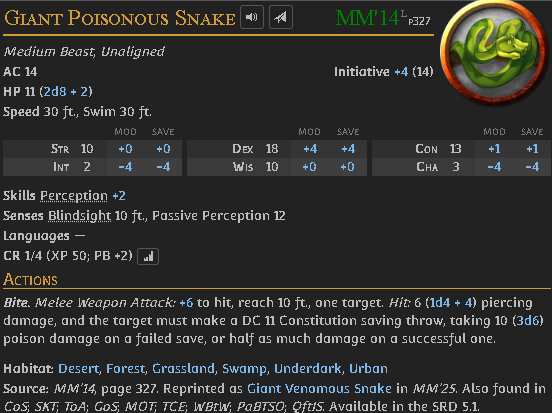 Giant Poisonous Snake MM'14 L p327
Medium Beast, Unaligned
AC 14 Initiative +4 (14)
HP 11 (2d8 + 2)
Speed 30 ft., Swim 30 ft.
MOD SAVE MOD SAVE MOD SAVE
Str 10 +0 +0 Dex 18 +4 +4 Con 13 +1 +1
Int 2 −4 −4 Wis 10 +0 +0 Cha 3 −4 −4
Skills Perception +2
Senses Blindsight 10 ft., Passive Perception 12
Languages —
CR 1/4 (XP 50; PB +2)
Actions
Bite. Melee Weapon Attack: +6 to hit, reach 10 ft., one target. Hit: 6 (1d4 + 4) piercing
damage, and the target must make a DC 11 Constitution saving throw, taking 10 (3d6)
poison damage on a failed save, or half as much damage on a successful one.
Habitat: Desert, Forest, Grassland, Swamp, Underdark, Urban
Source: MM'14, page 327. Reprinted as Giant Venomous Snake in MM'25. Also found in
CoS; SKT; ToA; GoS; MOT; TCE; WBtW; PaBTSO; QftIS. Available in the SRD 5.1.